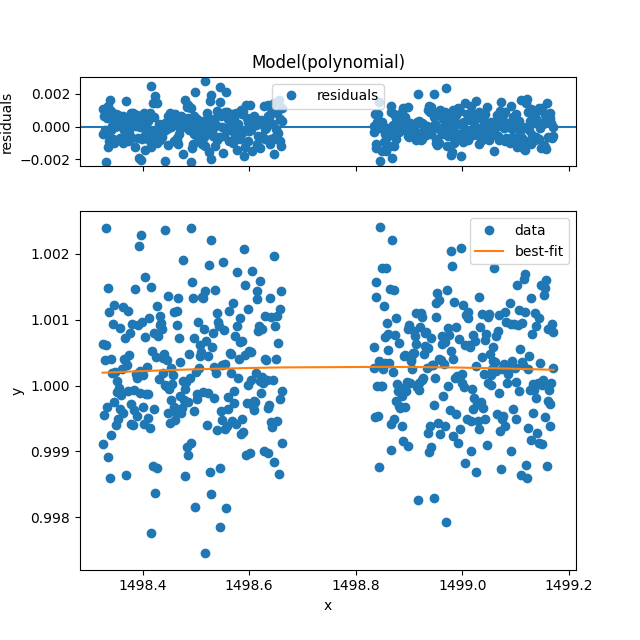 Model(polynomial)
residuals
0.002
0.000
−0.002
residuals
y
1.002
1.001
1.000
0.999
0.998
data
best-fit
1498.4
1498.6
1498.8
1499.0
1499.2
x